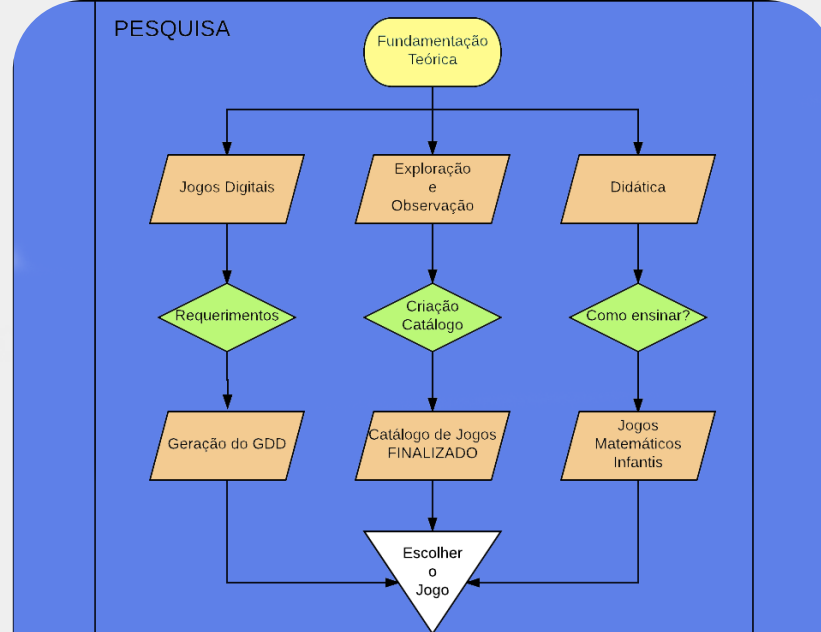 PESQUISA
Fundamentação
Teórica
Jogos Digitais
Exploração
e
Observação
Didática
Requerimentos
Criação
Catálogo
Como ensinar?
Geração do GDD
Catálogo de Jogos
FINALIZADO
Jogos
Matemáticos
Infantis
Escolher
o
Jogo